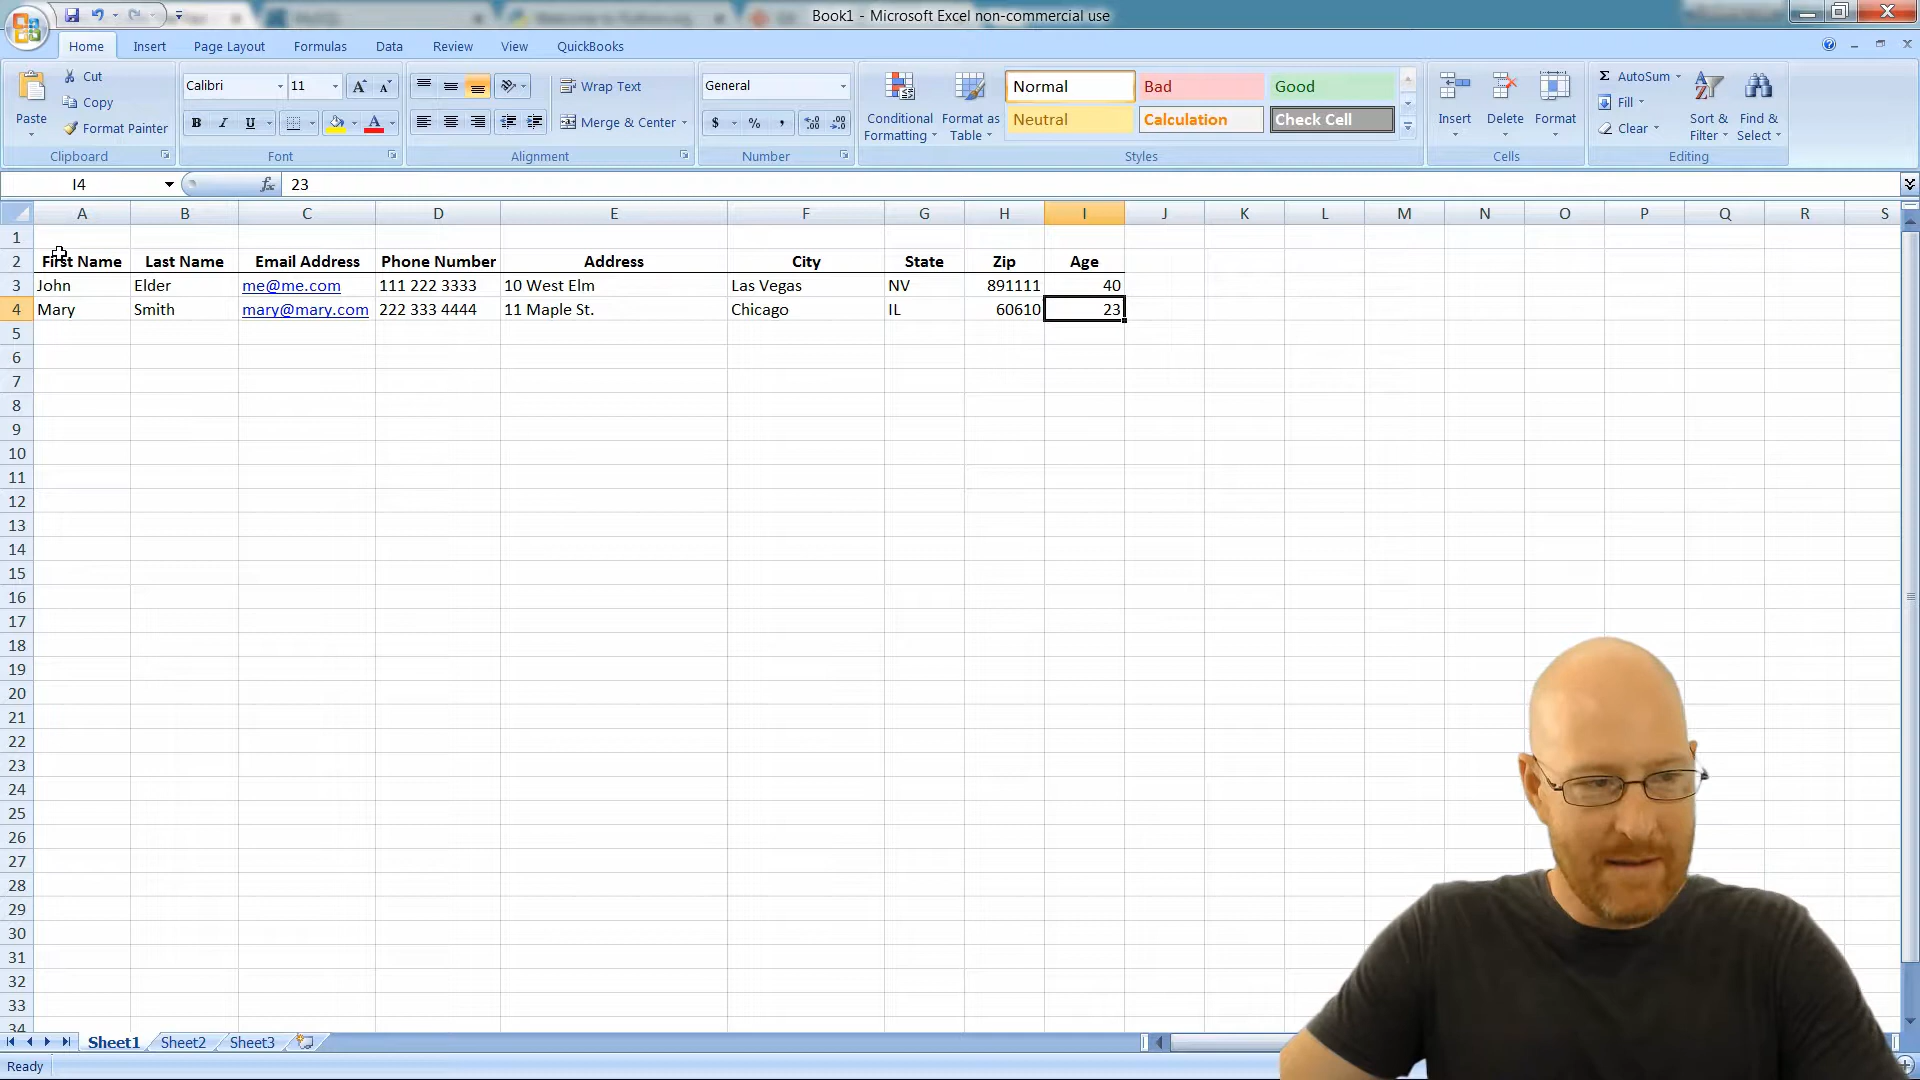 Book1 - Microsoft Excel non-commercial use
Home Insert Page Layout Formulas Data Review View QuickBooks
Paste
Cut
Copy
Format Painter
Clipboard
Calibri 11
B I U
Font
Wrap Text
Merge & Center
Alignment
General
$ % ,
Number
Conditional Formatting
Format as Table
Normal Bad Good
Neutral Calculation Check Cell
Styles
Insert Delete Format
Cells
Σ AutoSum
Fill
Clear
Sort & Filter
Find & Select
Editing
I4 fx 23
A B C D E F G H I J K L M N O P Q R S
1
2 First Name Last Name Email Address Phone Number Address City State Zip Age
3 John Elder me@me.com 111 222 3333 10 West Elm Las Vegas NV 891111 40
4 Mary Smith mary@mary.com 222 333 4444 11 Maple St. Chicago IL 60610 23
5
6
7
8
9
10
11
12
13
14
15
16
17
18
19
20
21
22
23
24
25
26
27
28
29
30
31
32
33
34
Sheet1 Sheet2 Sheet3
Ready